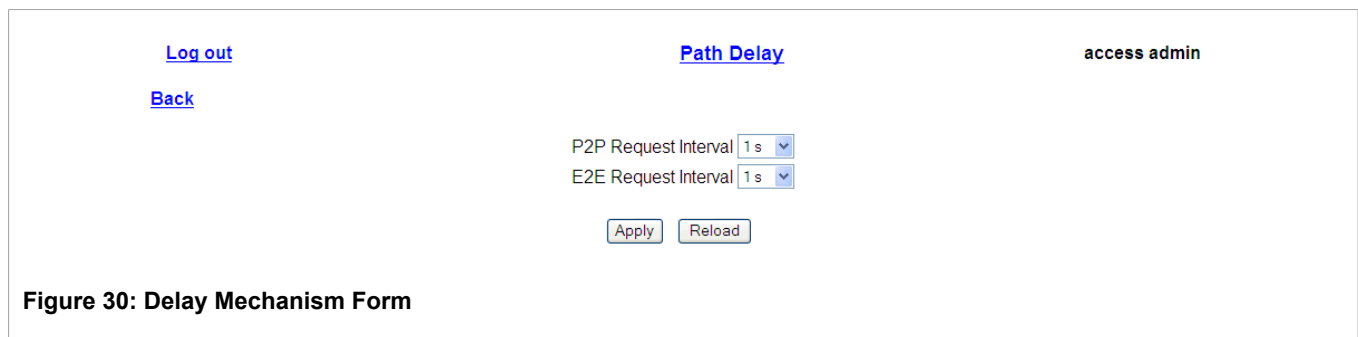 Log out Path Delay access admin
Back
P2P Request Interval 1 s
E2E Request Interval 1 s
Apply Reload
Figure 30: Delay Mechanism Form